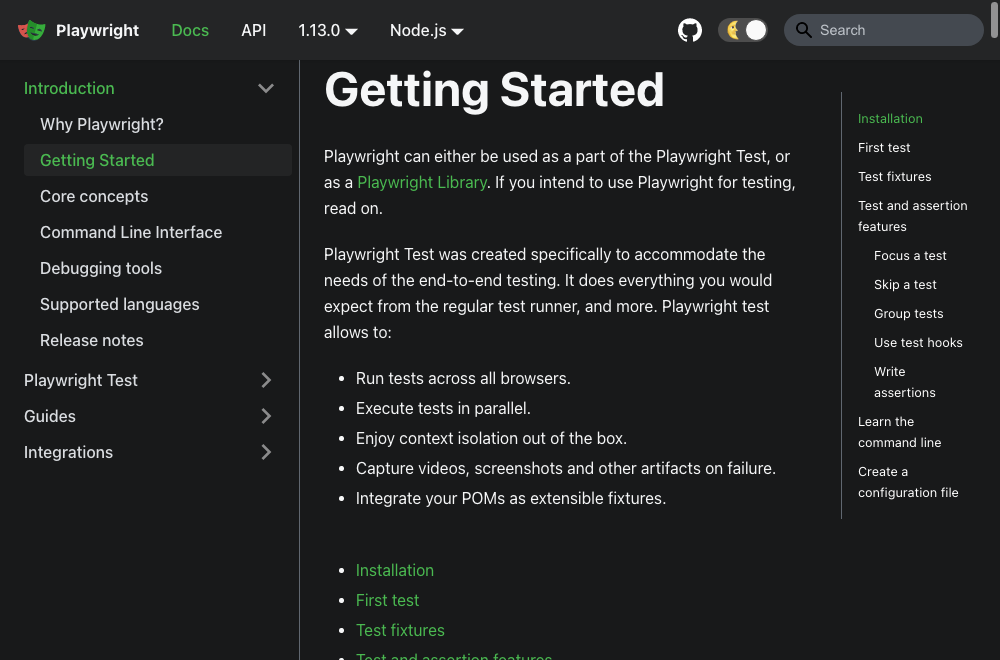 Playwright Docs API 1.13.0 Node.js Search
Introduction
Why Playwright?
Getting Started
Core concepts
Command Line Interface
Debugging tools
Supported languages
Release notes
Playwright Test
Guides
Integrations
Getting Started
Playwright can either be used as a part of the Playwright Test, or
as a Playwright Library. If you intend to use Playwright for testing,
read on.
Playwright Test was created specifically to accommodate the
needs of the end-to-end testing. It does everything you would
expect from the regular test runner, and more. Playwright test
allows to:
• Run tests across all browsers.
• Execute tests in parallel.
• Enjoy context isolation out of the box.
• Capture videos, screenshots and other artifacts on failure.
• Integrate your POMs as extensible fixtures.
• Installation
• First test
• Test fixtures
• Test and assertion features
Installation
First test
Test fixtures
Test and assertion
features
Focus a test
Skip a test
Group tests
Use test hooks
Write
assertions
Learn the
command line
Create a
configuration file